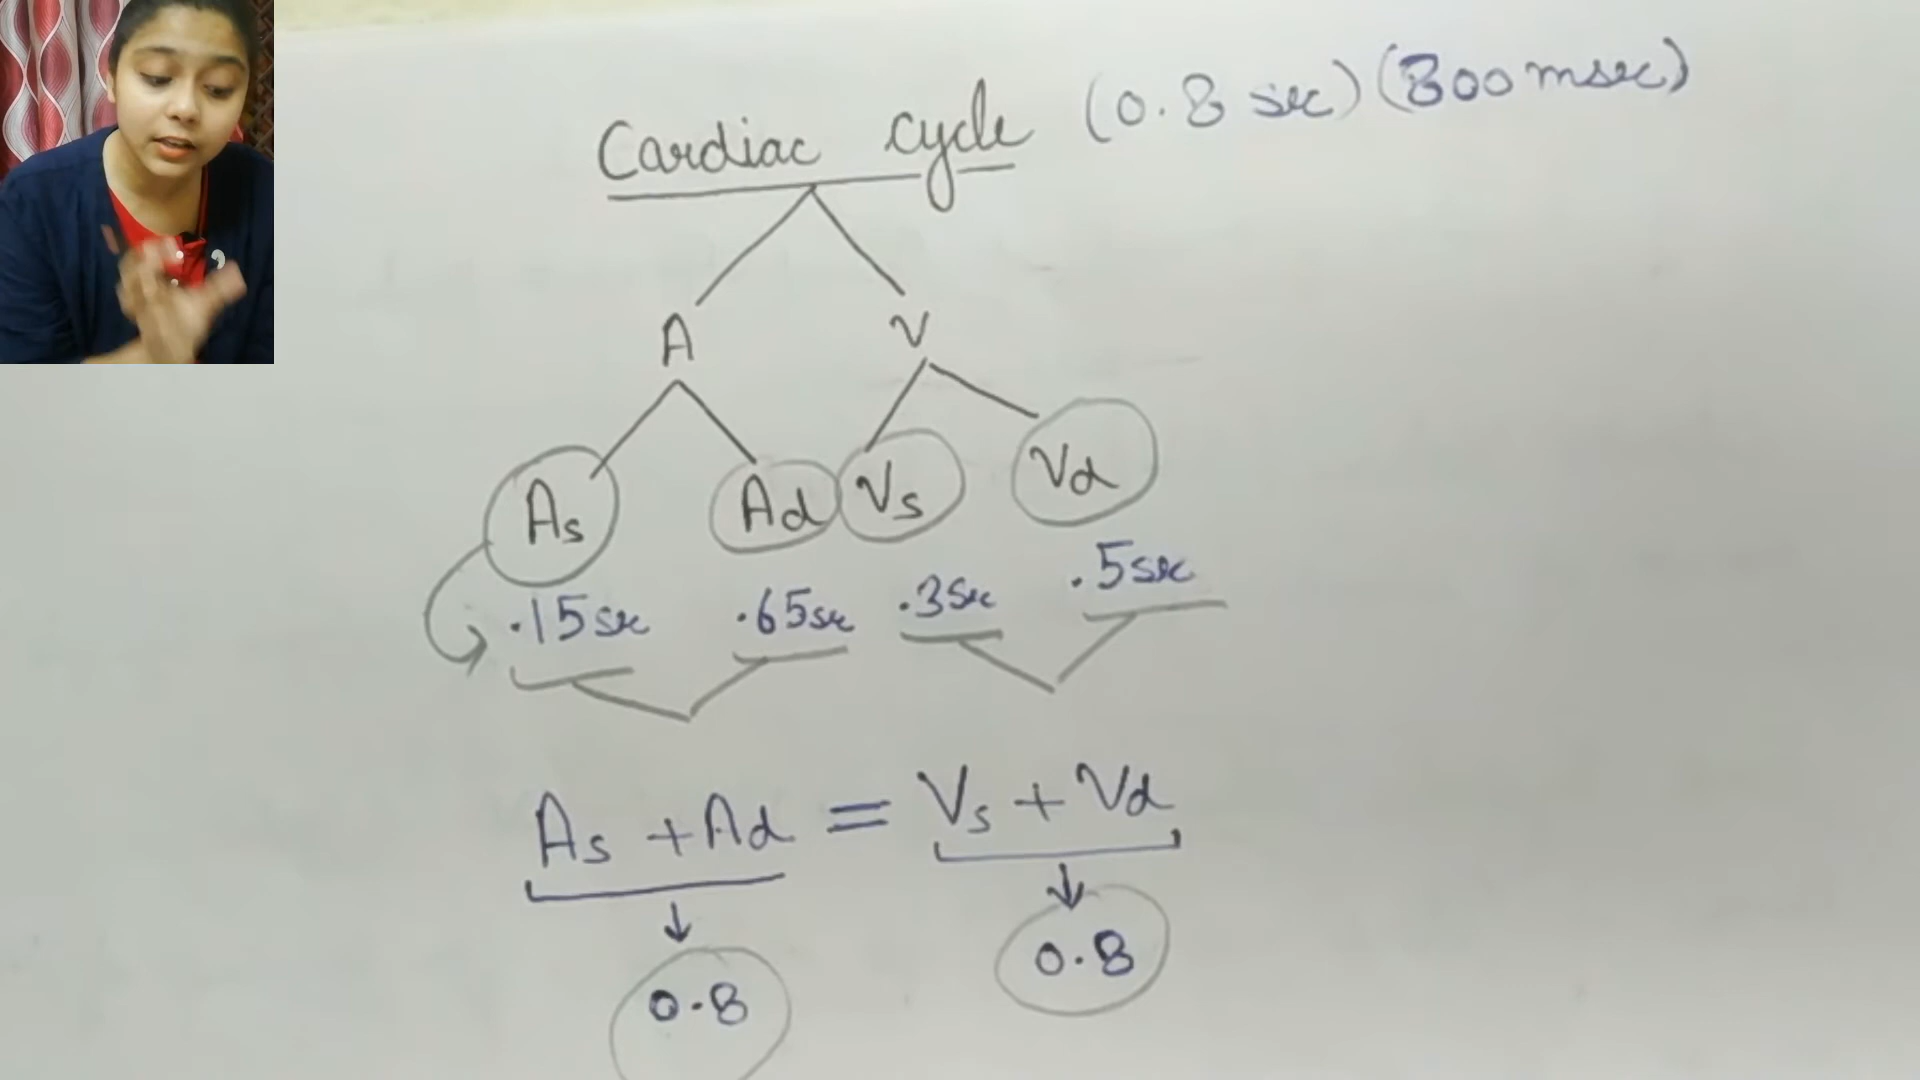 Cardiac cycle (0.8 sec) (800 msec)
A V
As Ad Vs Vd
.15 sec .65 sec .3 sec .5 sec
As + Ad = Vs + Vd
0.8 0.8